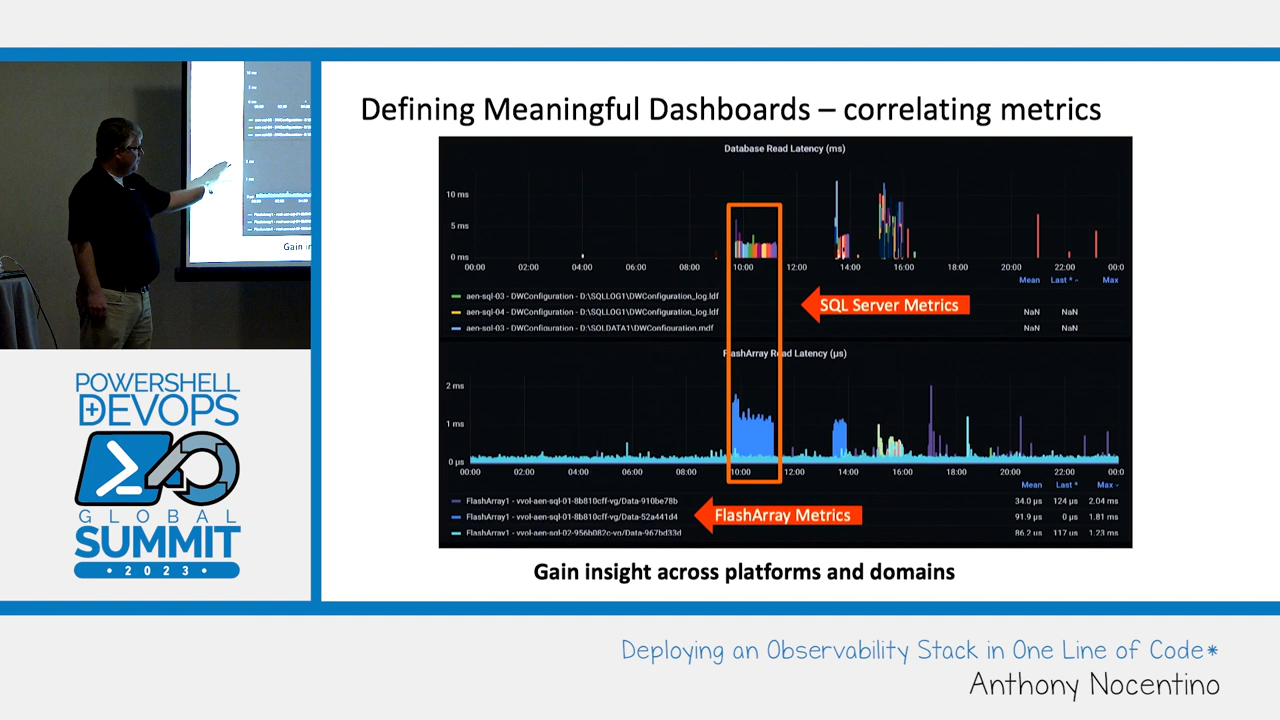 Defining Meaningful Dashboards – correlating metrics
Database Read Latency (ms)
10 ms
5 ms
0 ms
00:00 02:00 04:00 06:00 08:00 10:00 12:00 14:00 16:00 18:00 20:00 22:00 00:0
Mean Last * Max
aen-sql-03 - DWConfiguration - D:\SQLLOG1\DWConfiguration_log.ldf
aen-sql-04 - DWConfiguration - D:\SQLLOG1\DWConfiguration_log.ldf NaN NaN
aen-sql-03 - DWConfiguration - D:\SQLDATA1\DWConfiguration.mdf NaN NaN
SQL Server Metrics
FlashArray Read Latency (µs)
2 ms
1 ms
0 µs
00:00 02:00 04:00 06:00 08:00 10:00 12:00 14:00 16:00 18:00 20:00 22:00 00:0
Mean Last * Max
FlashArray1 - vvol-aen-sql-01-8b810cff-vg/Data-910be78b 34.0 µs 124 µs 2.04 ms
FlashArray1 - vvol-aen-sql-01-8b810cff-vg/Data-52a441d4 91.9 µs 0 µs 1.81 ms
FlashArray1 - vvol-aen-sql-02-956b082c-vg/Data-967bd33d 86.2 µs 117 µs 1.23 ms
FlashArray Metrics
Gain insight across platforms and domains
Gain i
POWERSHELL
+DEVOPS
GLOBAL
SUMMIT
• 2023 •
Deploying an Observability Stack in One Line of Code*
Anthony Nocentino